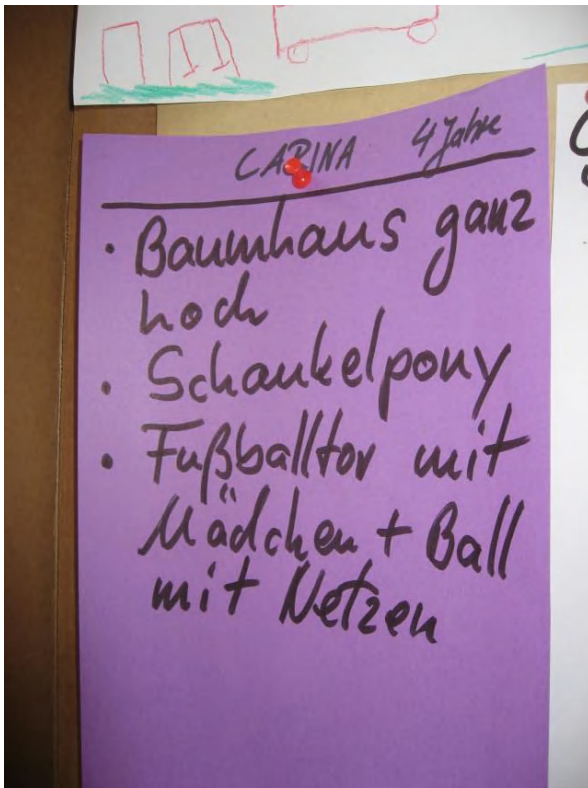 CARINA 4 Jahre
· Baumhaus ganz
hoch
· Schaukelpony
· Fußballtor mit
Mädchen + Ball
mit Netzen